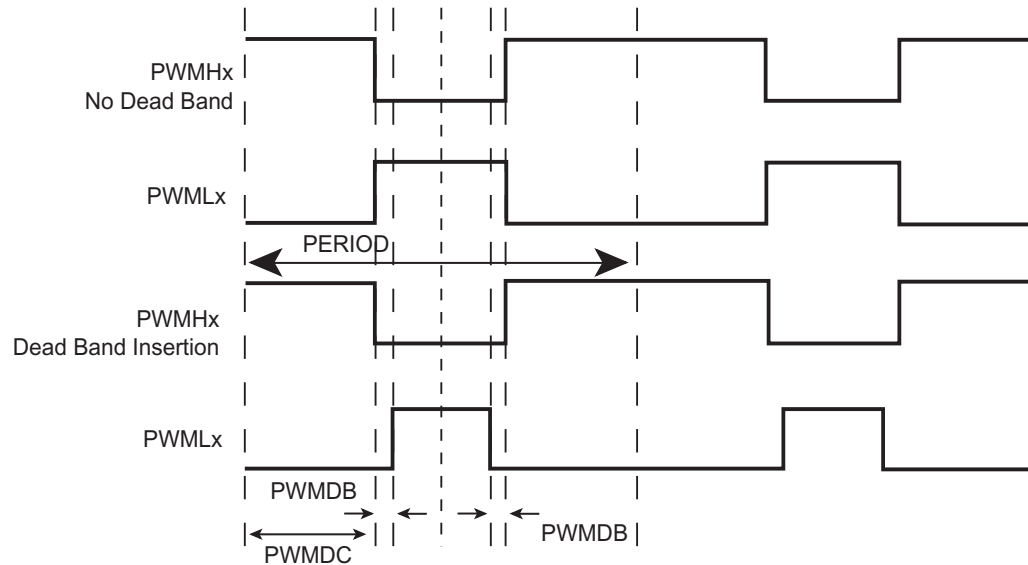 PWMHx
No Dead Band
PWMLx
PERIOD
PWMHx
Dead Band Insertion
PWMLx
PWMDB
PWMDB
PWMDC